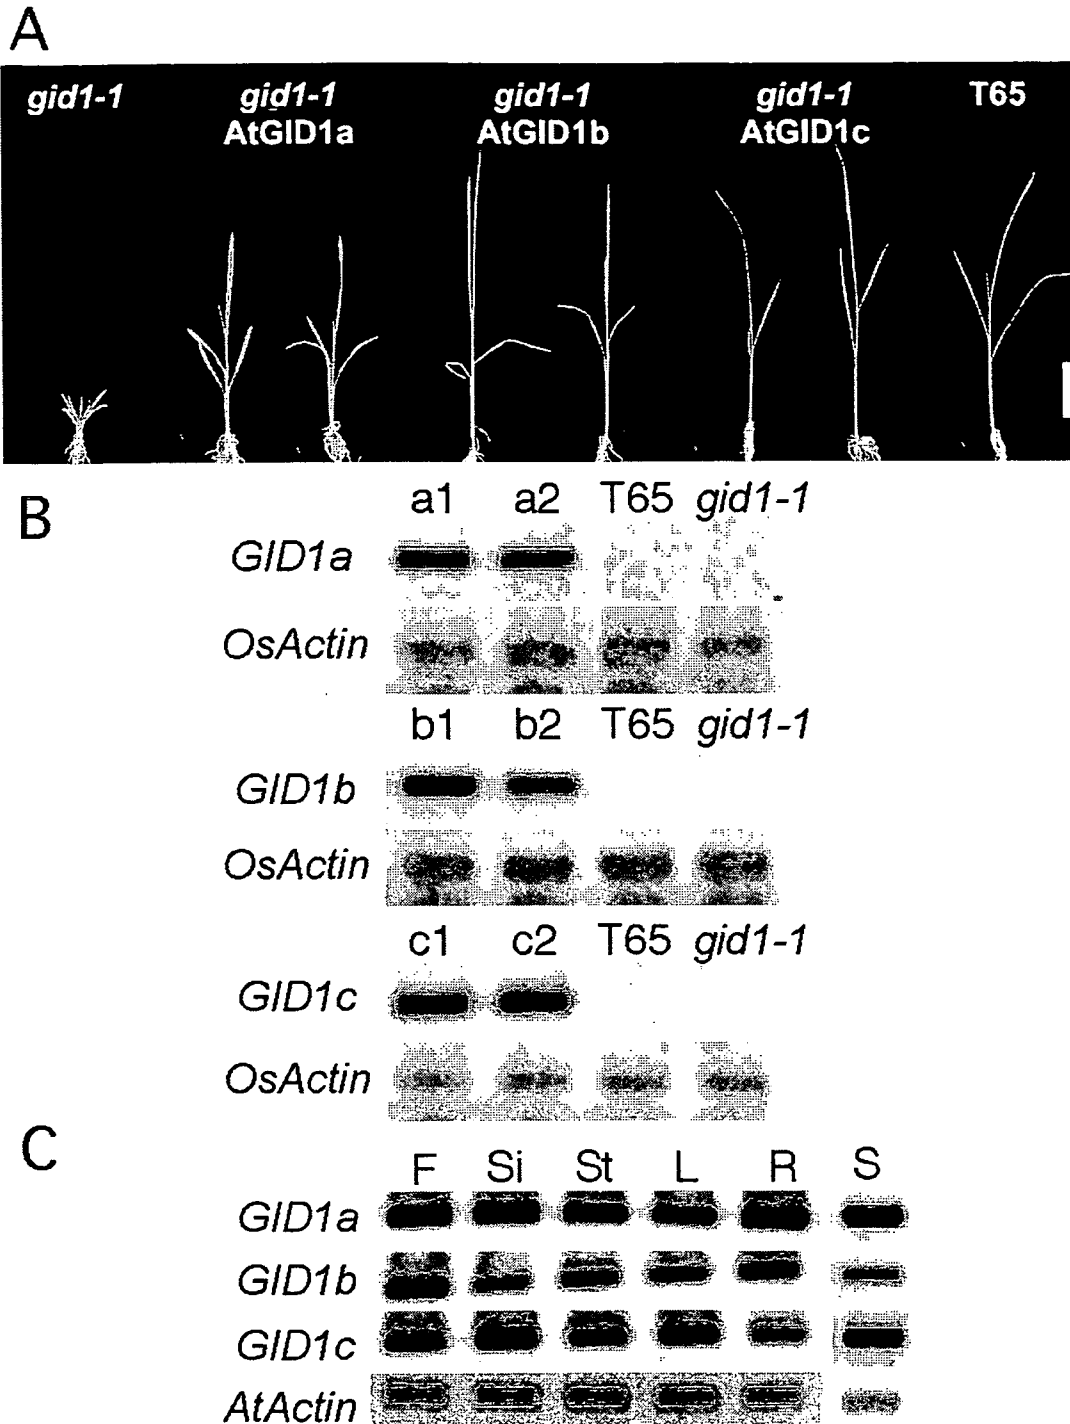 A
gid1-1 gid1-1 gid1-1 gid1-1 T65
AtGID1a AtGID1b AtGID1c
B
a1 a2 T65 gid1-1
GID1a
OsActin
b1 b2 T65 gid1-1
GID1b
OsActin
c1 c2 T65 gid1-1
GID1c
OsActin
C
F Si St L R S
GID1a
GID1b
GID1c
AtActin